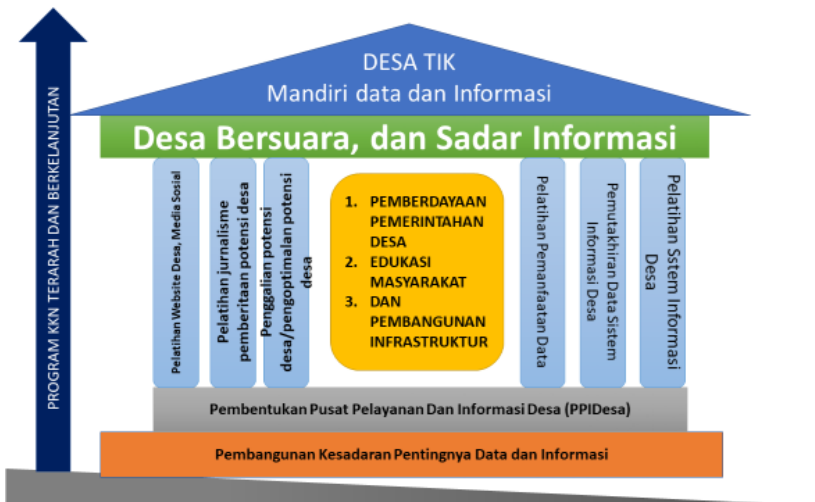 DESA TIK
Mandiri data dan Informasi
Desa Bersuara, dan Sadar Informasi
PROGRAM KKN TERARAH DAN BERKELANJUTAN
Pelatihan Website Desa, Media Sosial
Pelatihan jurnalisme
pemberitaan potensi desa
Penggalian potensi
desa/pengoptimalan potensi
desa
1. PEMBERDAYAAN
PEMERINTAHAN
DESA
2. EDUKASI
MASYARAKAT
3. DAN
PEMBANGUNAN
INFRASTRUKTUR
Pelatihan Pemanfaatan Data
Pemutakhiran Data Sistem
Informasi Desa
Pelatihan Sstem Informasi
Desa
Pembentukan Pusat Pelayanan Dan Informasi Desa (PPIDesa)
Pembangunan Kesadaran Pentingnya Data dan Informasi